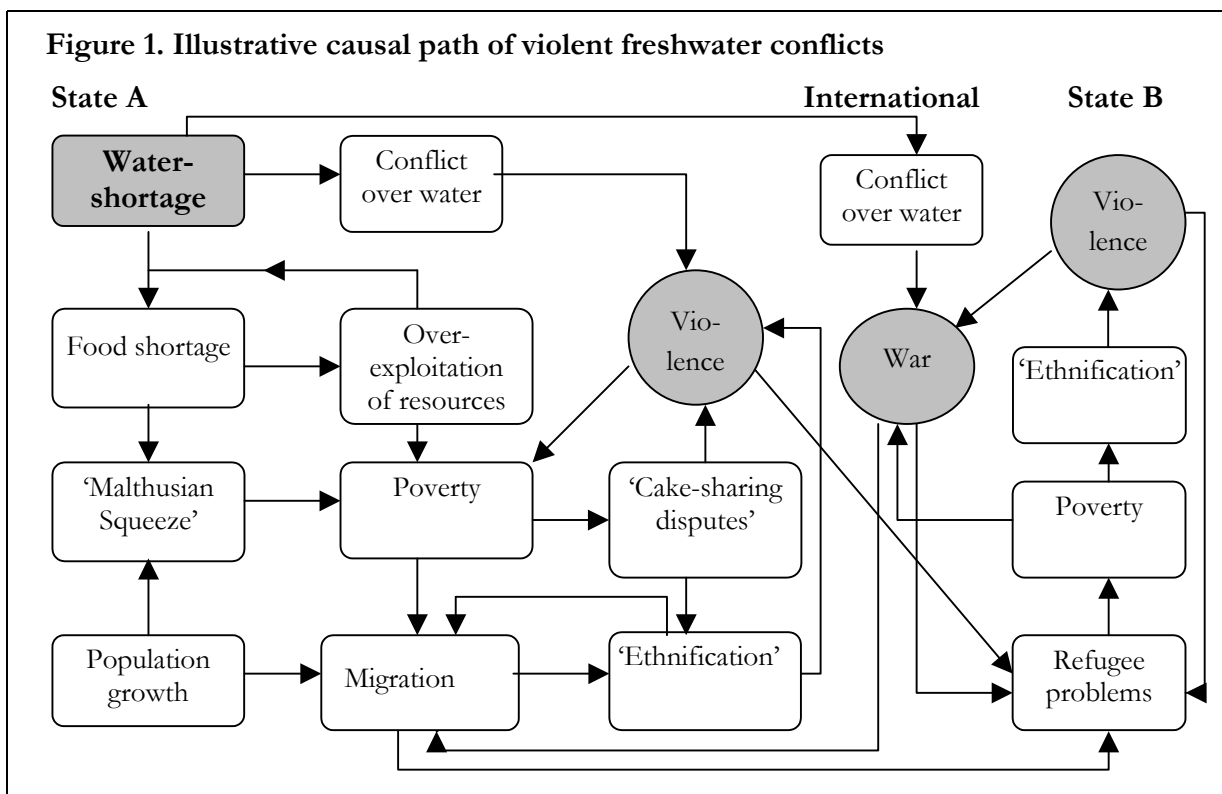 Figure 1. Illustrative causal path of violent freshwater conflicts
State A
International
State B
Water-
shortage
Conflict
over water
Conflict
over water
Vio-
lence
Food shortage
Over-
exploitation
of resources
Vio-
lence
War
‘Ethnification’
‘Malthusian
Squeeze’
Poverty
‘Cake-sharing
disputes’
Poverty
Population
growth
Migration
‘Ethnification’
Refugee
problems